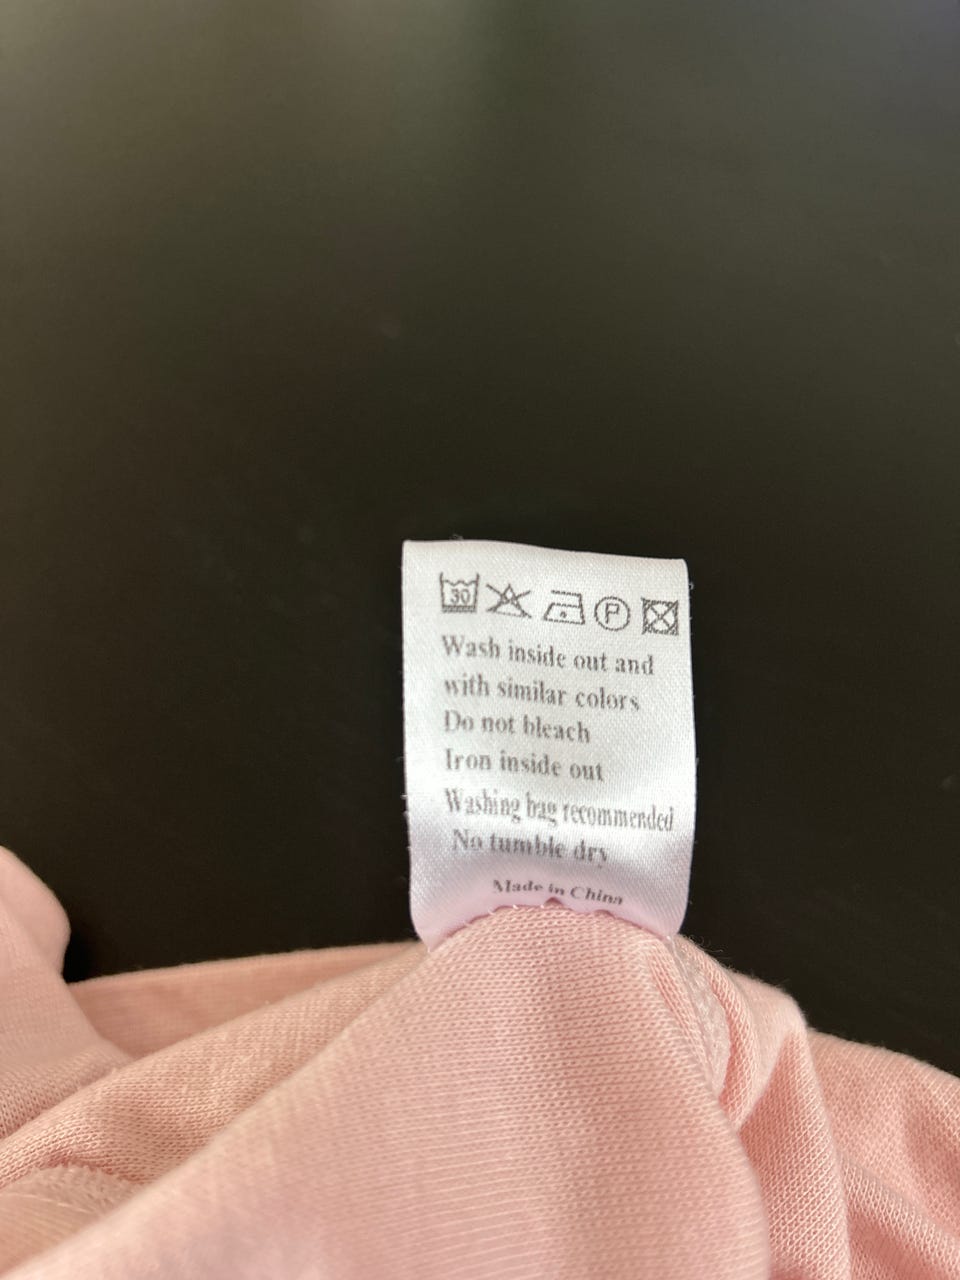 30 P
Wash inside out and
with similar colors
Do not bleach
Iron inside out
Washing bag recommended
No tumble dry
Made in China